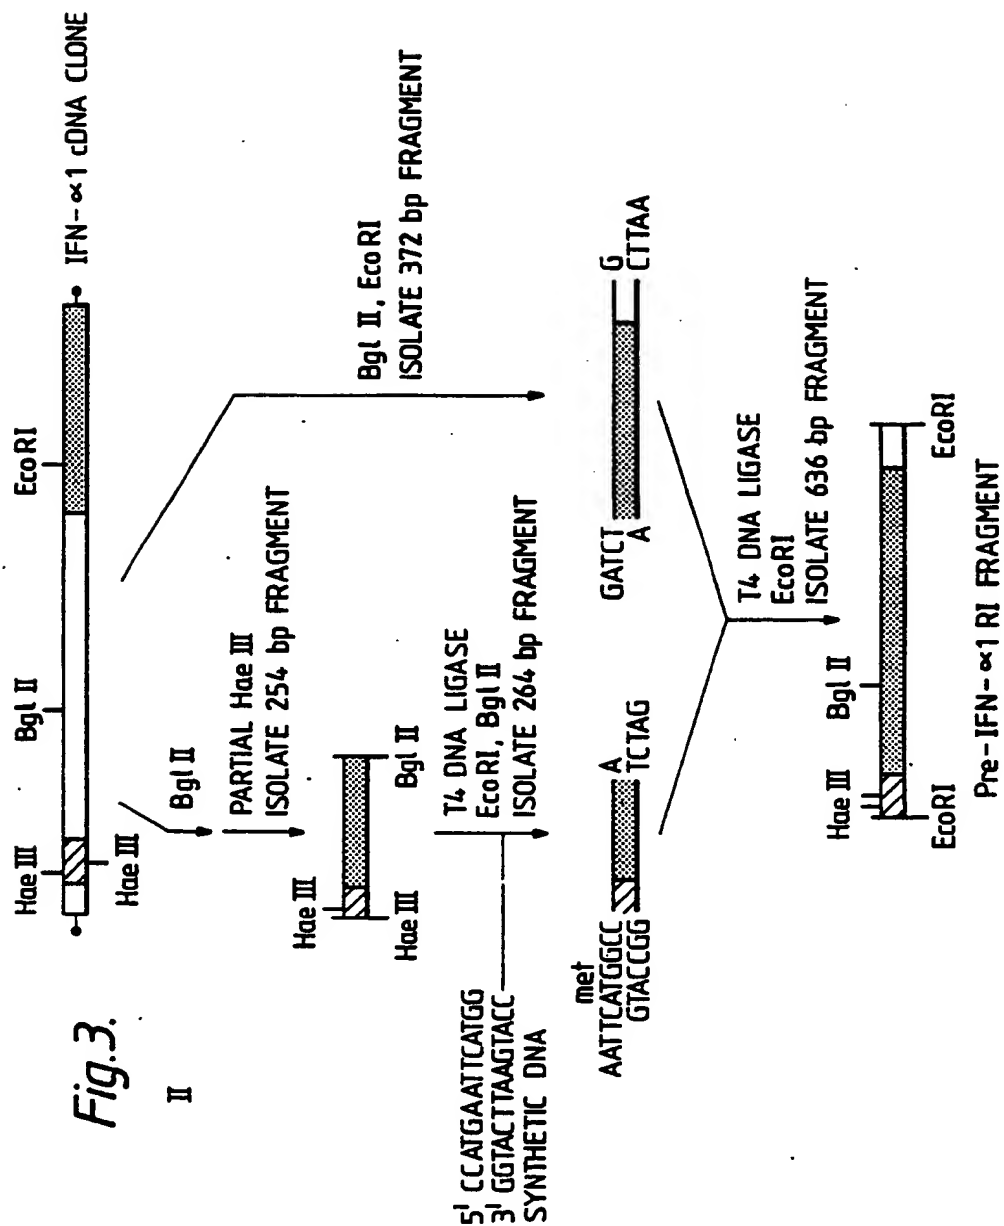 Fig.3.
II
EcoRI
Bgl II
Hae III
Hae III
IFN-α1 cDNA CLONE
Bgl II
PARTIAL Hae III
ISOLATE 254 bp FRAGMENT
Bgl II, EcoRI
ISOLATE 372 bp FRAGMENT
Hae III
Hae III
Bgl II
5' CCATGAATTCATGG
3' GGTACTTAAGTACC
SYNTHETIC DNA
T4 DNA LIGASE
EcoRI, Bgl II
ISOLATE 264 bp FRAGMENT
met
AATTCATGGCC
GTACCGG
A
TCTAG
GATCT
A
G
CTTAA
T4 DNA LIGASE
EcoRI
ISOLATE 636 bp FRAGMENT
Hae III
Bgl II
EcoRI
EcoRI
Pre-IFN-α1 RI FRAGMENT